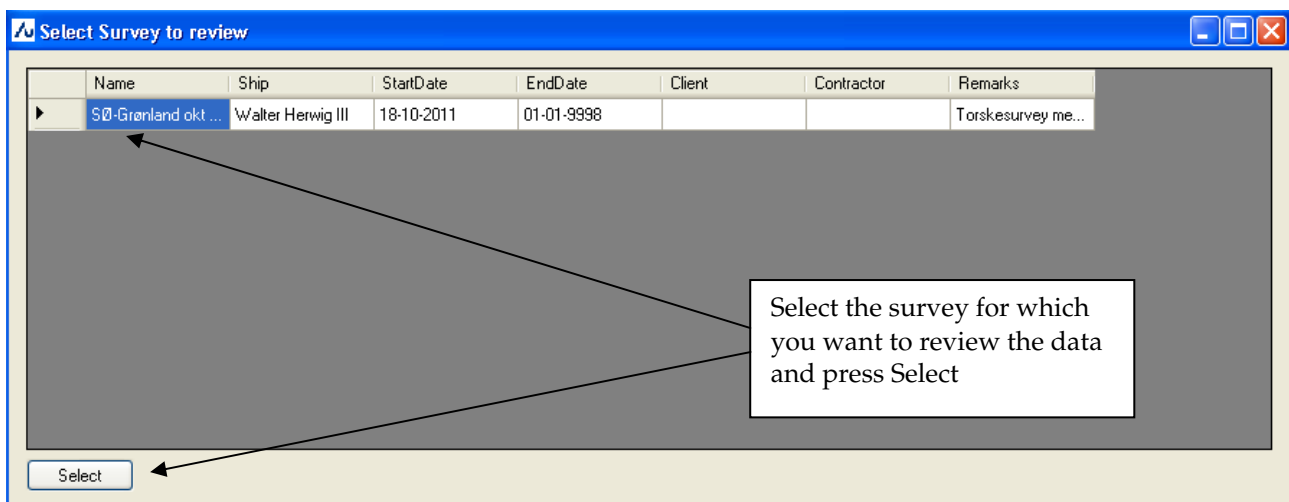 Select Survey to review
Name Ship StartDate EndDate Client Contractor Remarks
SØ-Grønland okt ... Walter Herwig III 18-10-2011 01-01-9998 Torskesurvey me...
Select the survey for which
you want to review the data
and press Select
Select